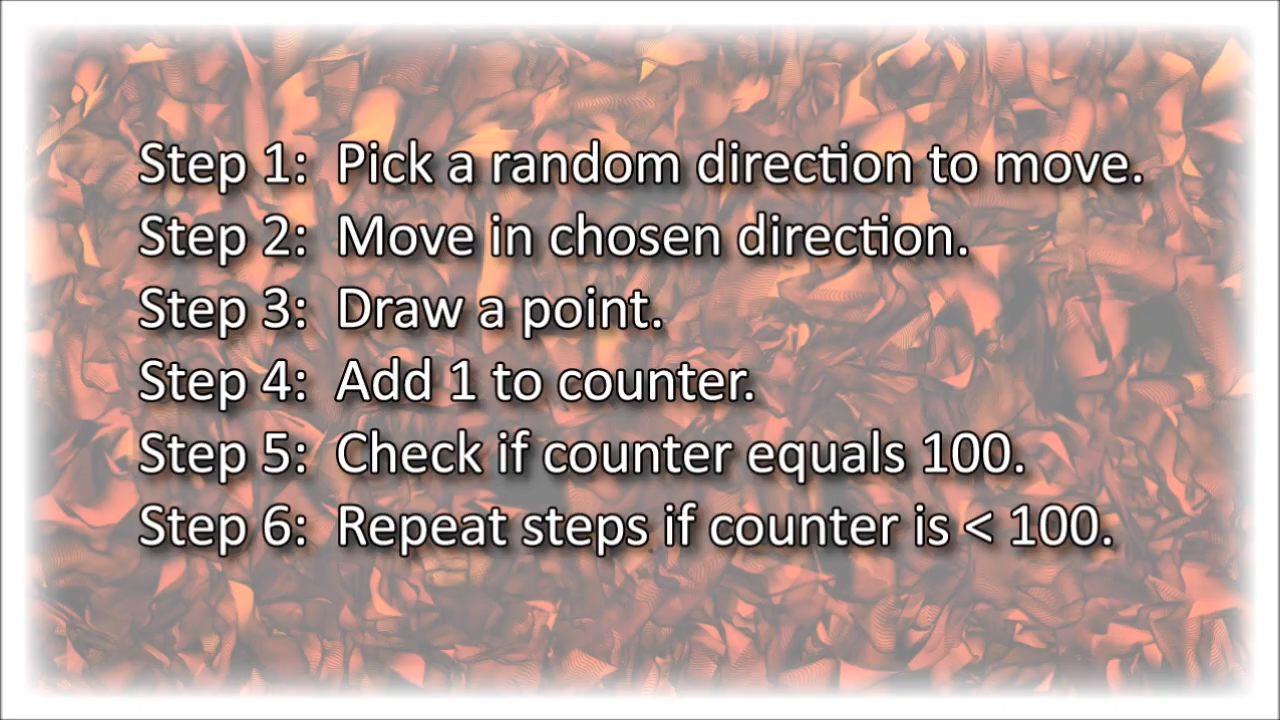 Step 1: Pick a random direction to move.
Step 2: Move in chosen direction.
Step 3: Draw a point.
Step 4: Add 1 to counter.
Step 5: Check if counter equals 100.
Step 6: Repeat steps if counter is < 100.